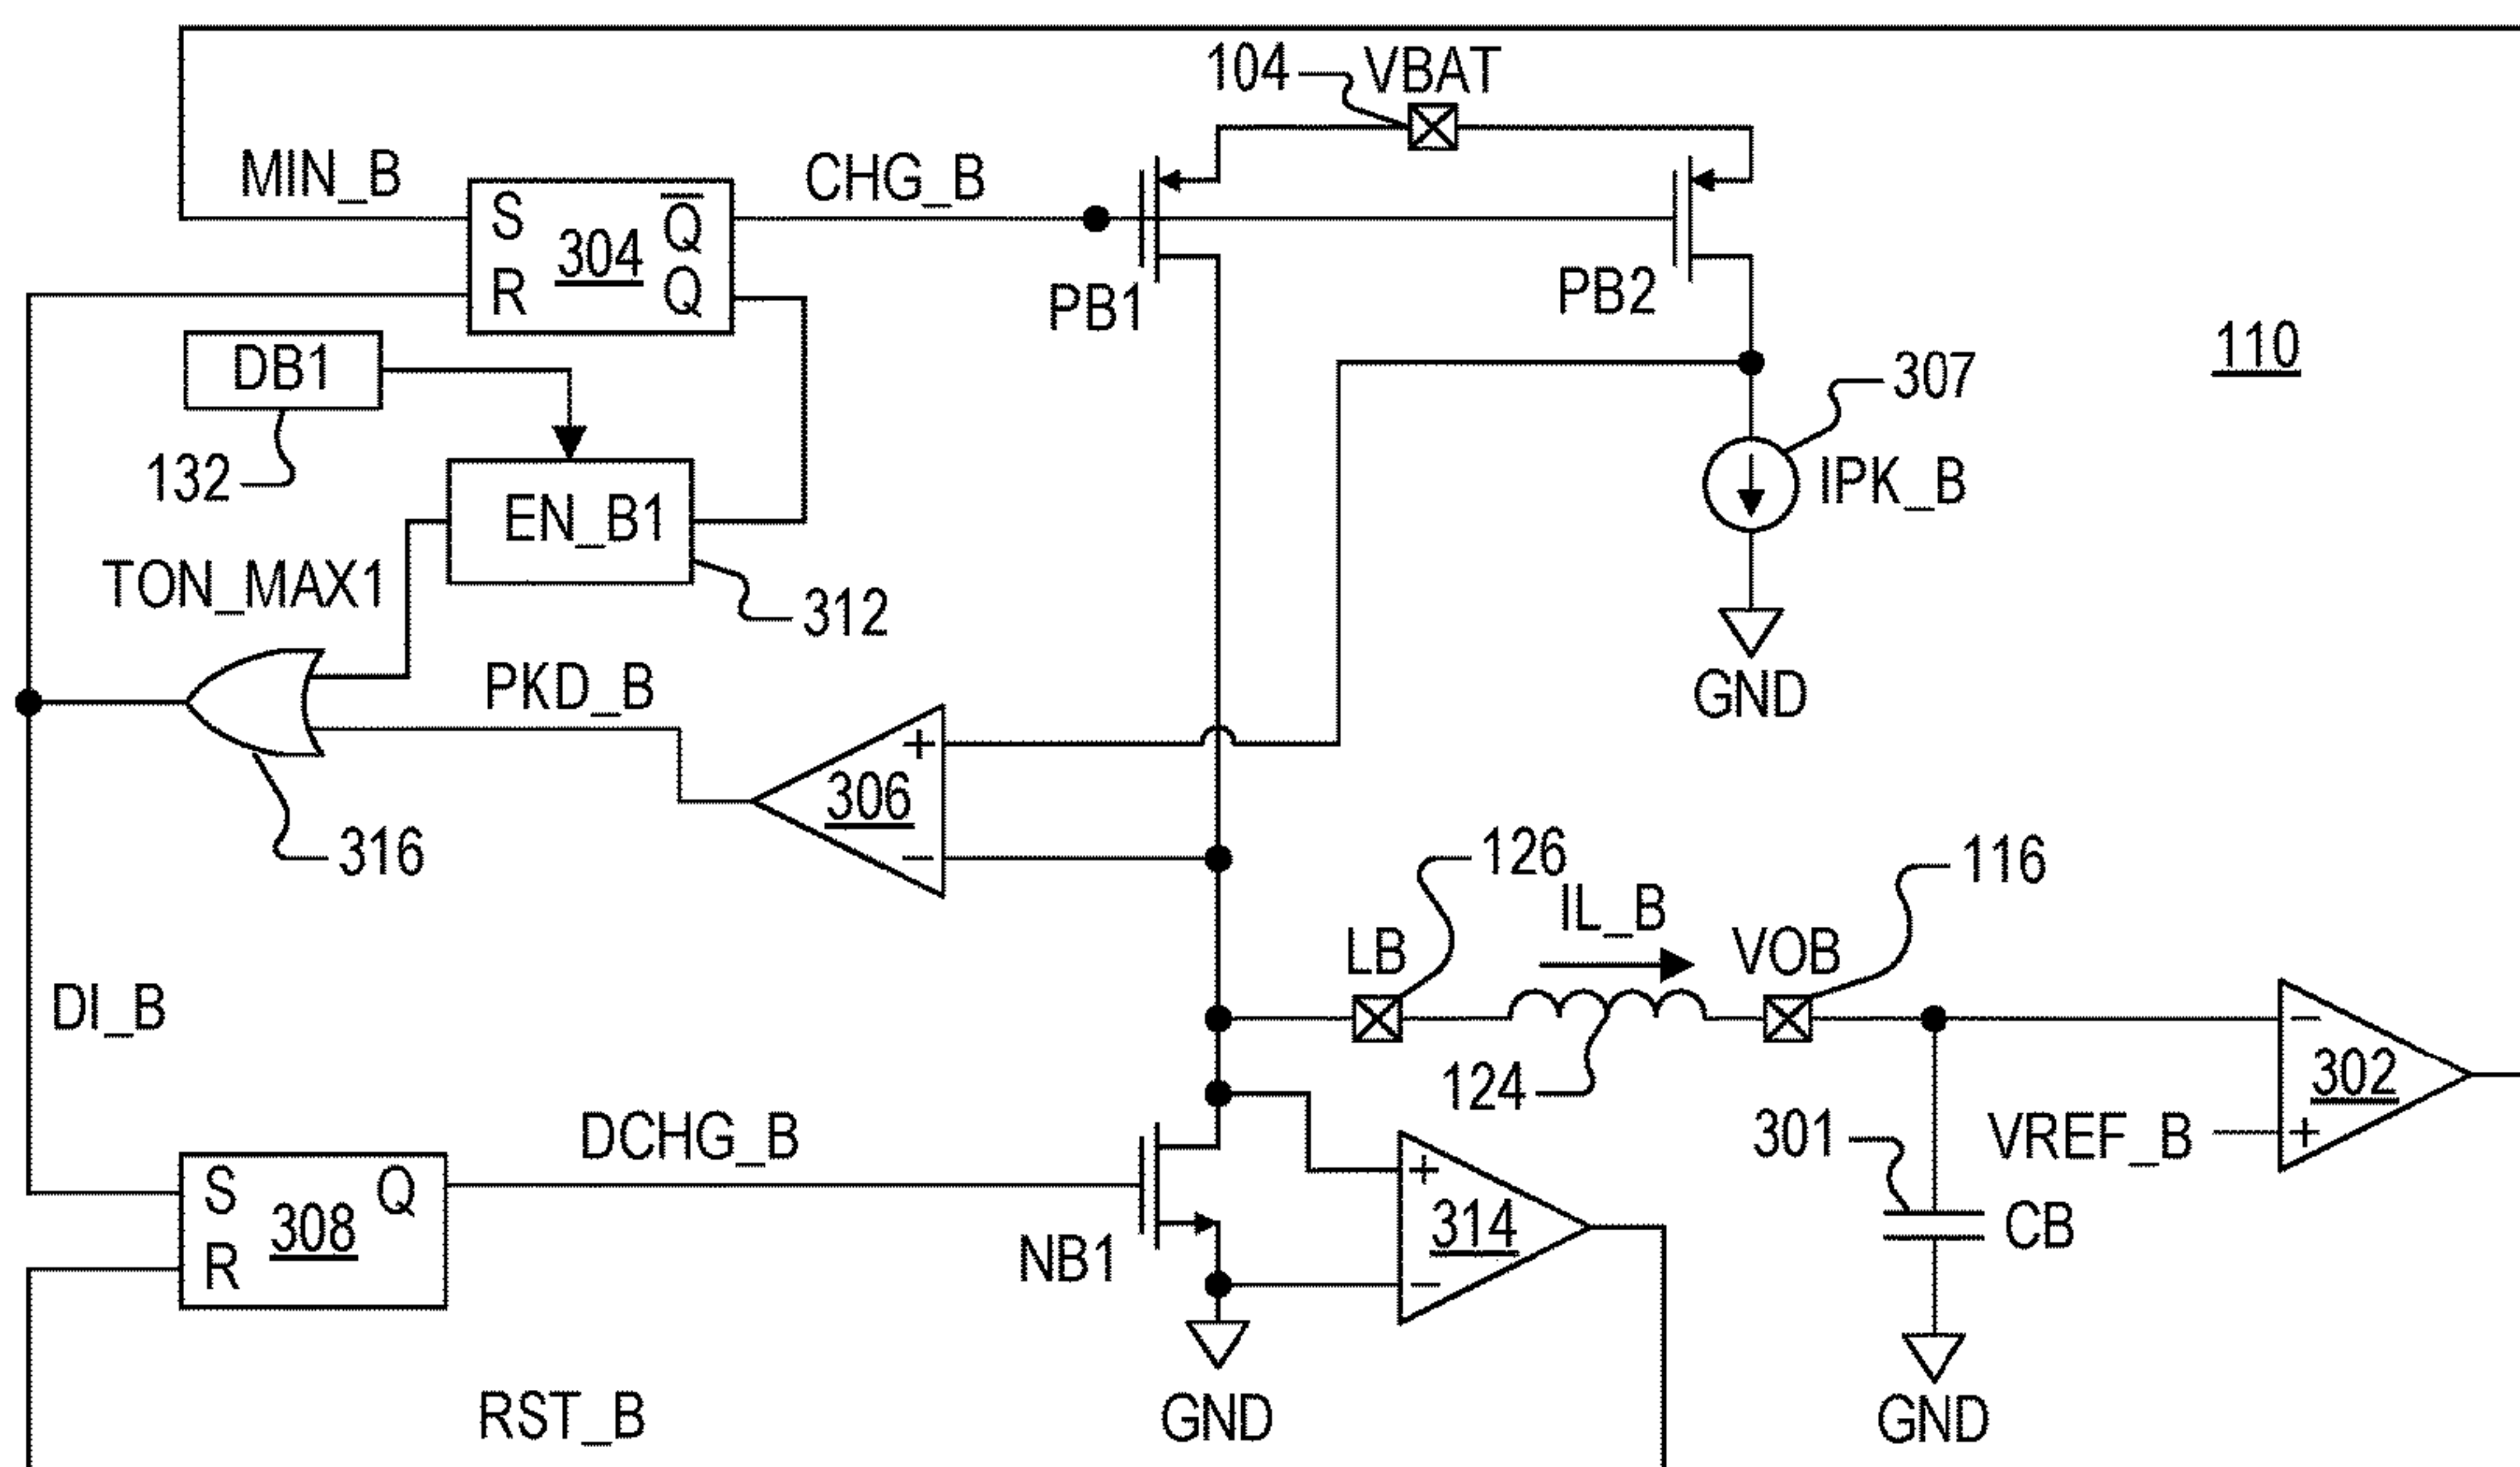 104 VBAT
MIN_B
CHG_B
S Q
304
R Q
PB1
PB2
110
DB1
307
132
EN_B1
IPK_B
TON_MAX1
312
PKD_B
GND
+
306
−
316
126
116
IL_B
LB
VOB
DI_B
−
302
124
301
VREF_B +
DCHG_B
S Q
308
R
+
314
−
CB
NB1
RST_B
GND
GND